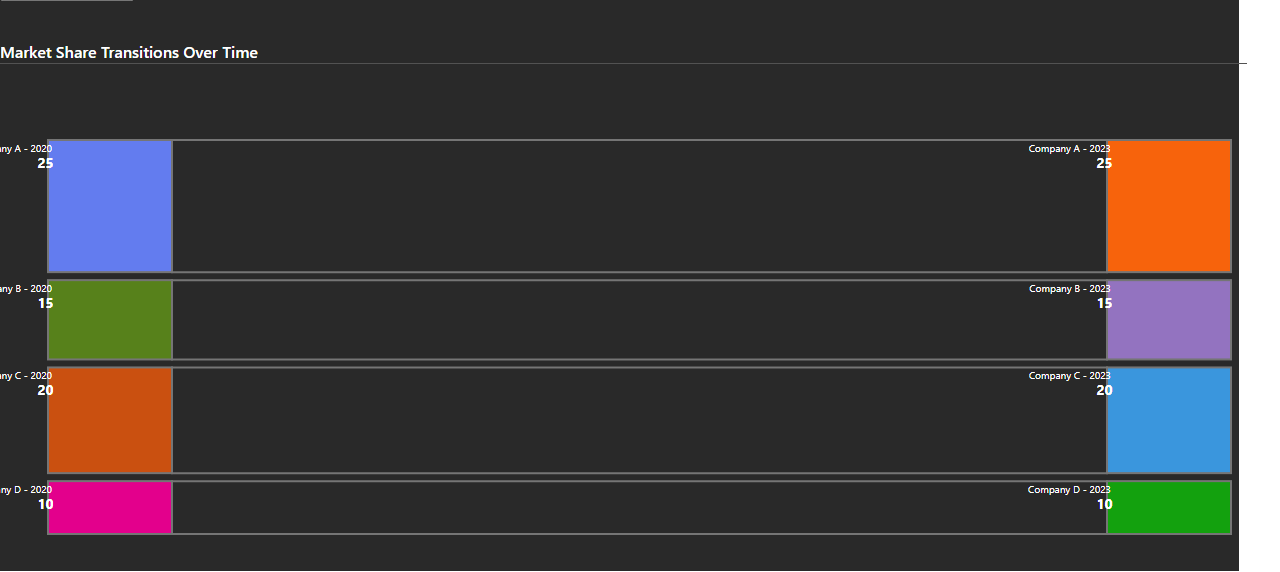 Market Share Transitions Over Time
ny A - 2020
25
Company A - 2023
25
ny B - 2020
15
Company B - 2023
15
ny C - 2020
20
Company C - 2023
20
ny D - 2020
10
Company D - 2023
10